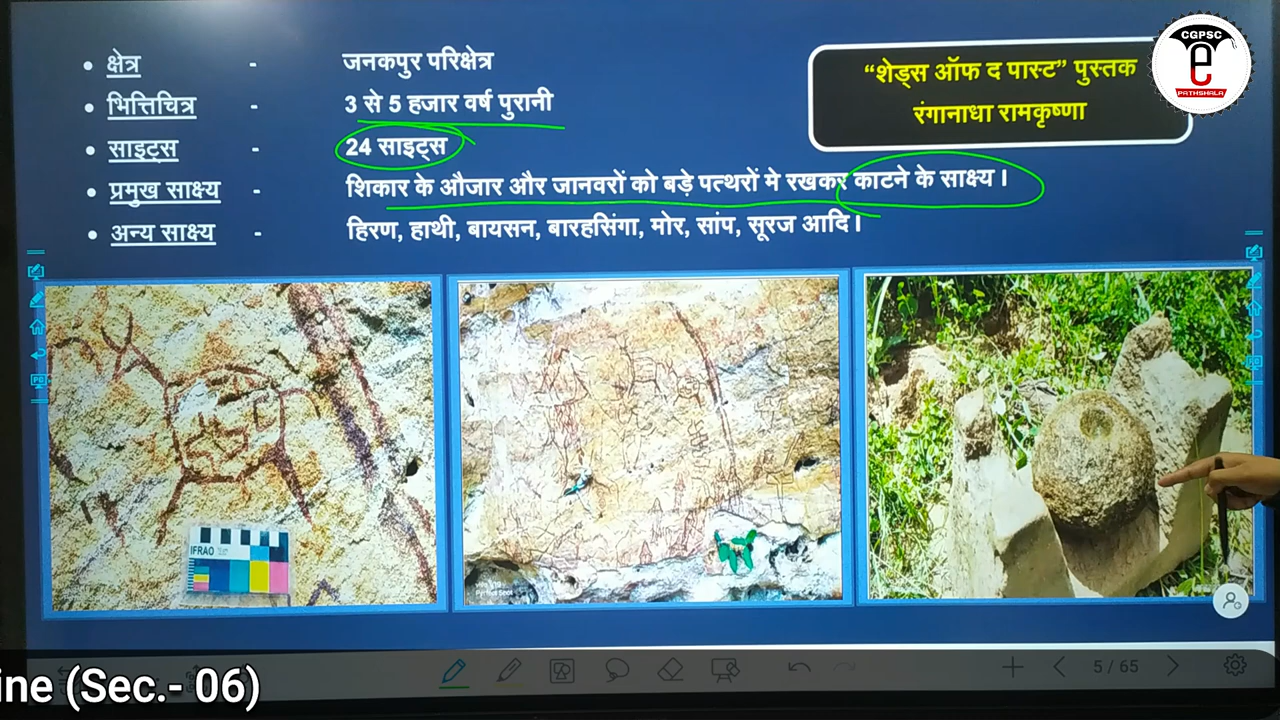 CGPSC
e
PATHSHALA
"शेड्स ऑफ द पास्ट" पुस्तक
रंगानाधा रामकृष्णा
• क्षेत्र - जनकपुर परिक्षेत्र
• भित्तिचित्र - 3 से 5 हजार वर्ष पुरानी
• साइट्स - 24 साइट्स
• प्रमुख साक्ष्य - शिकार के औजार और जानवरों को बड़े पत्थरों मे रखकर काटने के साक्ष्य ।
• अन्य साक्ष्य - हिरण, हाथी, बायसन, बारहसिंगा, मोर, सांप, सूरज आदि ।
IFRAO
5 / 65
ine (Sec.- 06)